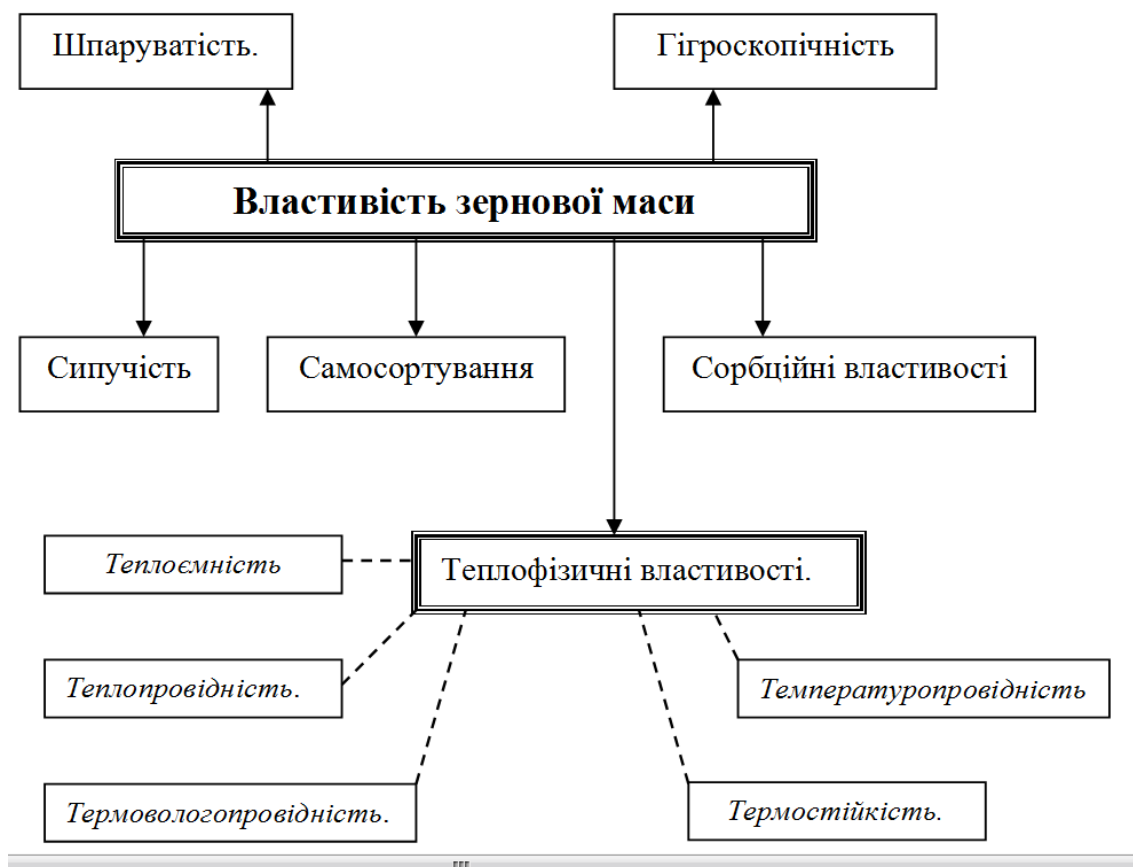 Шпаруватість.
Гігроскопічність
Властивість зернової маси
Сипучість
Самосортування
Сорбційні властивості
Теплоємність
Теплофізичні властивості.
Теплопровідність.
Температуропровідність
Термовологопровідність.
Термостійкість.